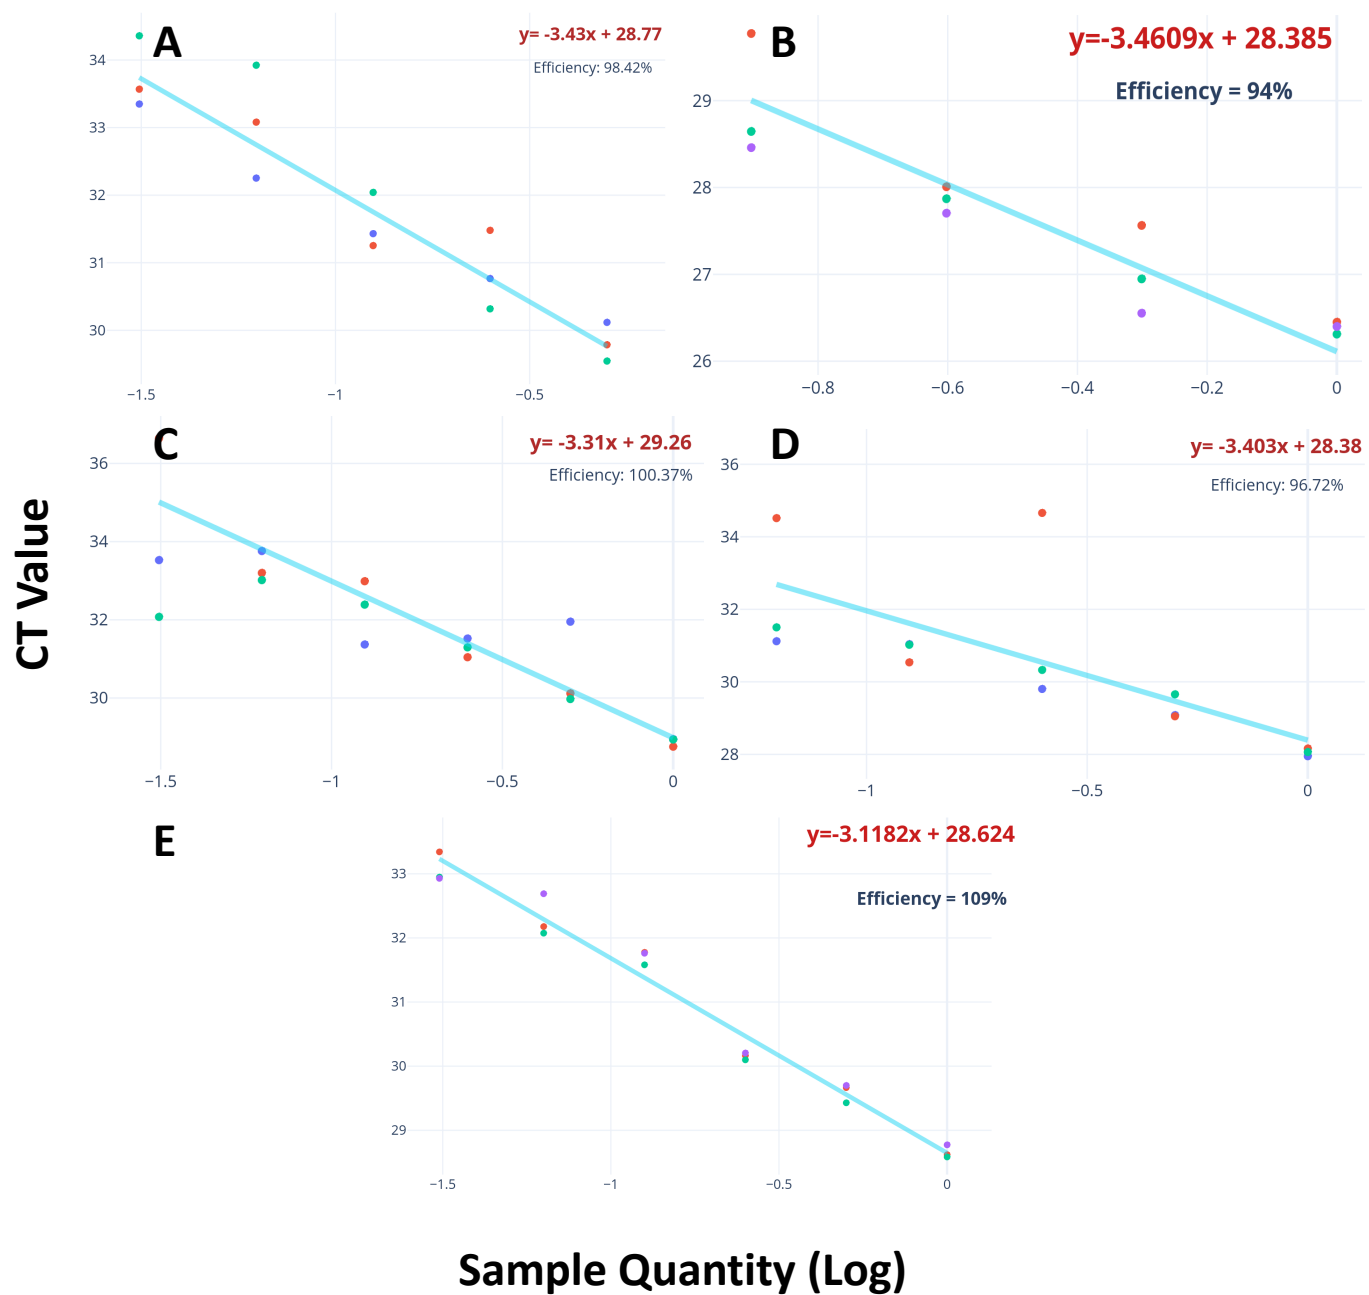 A
y= -3.43x + 28.77
Efficiency: 98.42%
34
33
32
31
30
−1.5
−1
−0.5
B
y=-3.4609x + 28.385
Efficiency = 94%
29
28
27
26
−0.8
−0.6
−0.4
−0.2
0
C
y= -3.31x + 29.26
Efficiency: 100.37%
36
34
32
30
−1.5
−1
−0.5
0
D
y= -3.403x + 28.38
Efficiency: 96.72%
36
34
32
30
28
−1
−0.5
0
CT Value
E
y=-3.1182x + 28.624
Efficiency = 109%
33
32
31
30
29
−1.5
−1
−0.5
0
Sample Quantity (Log)